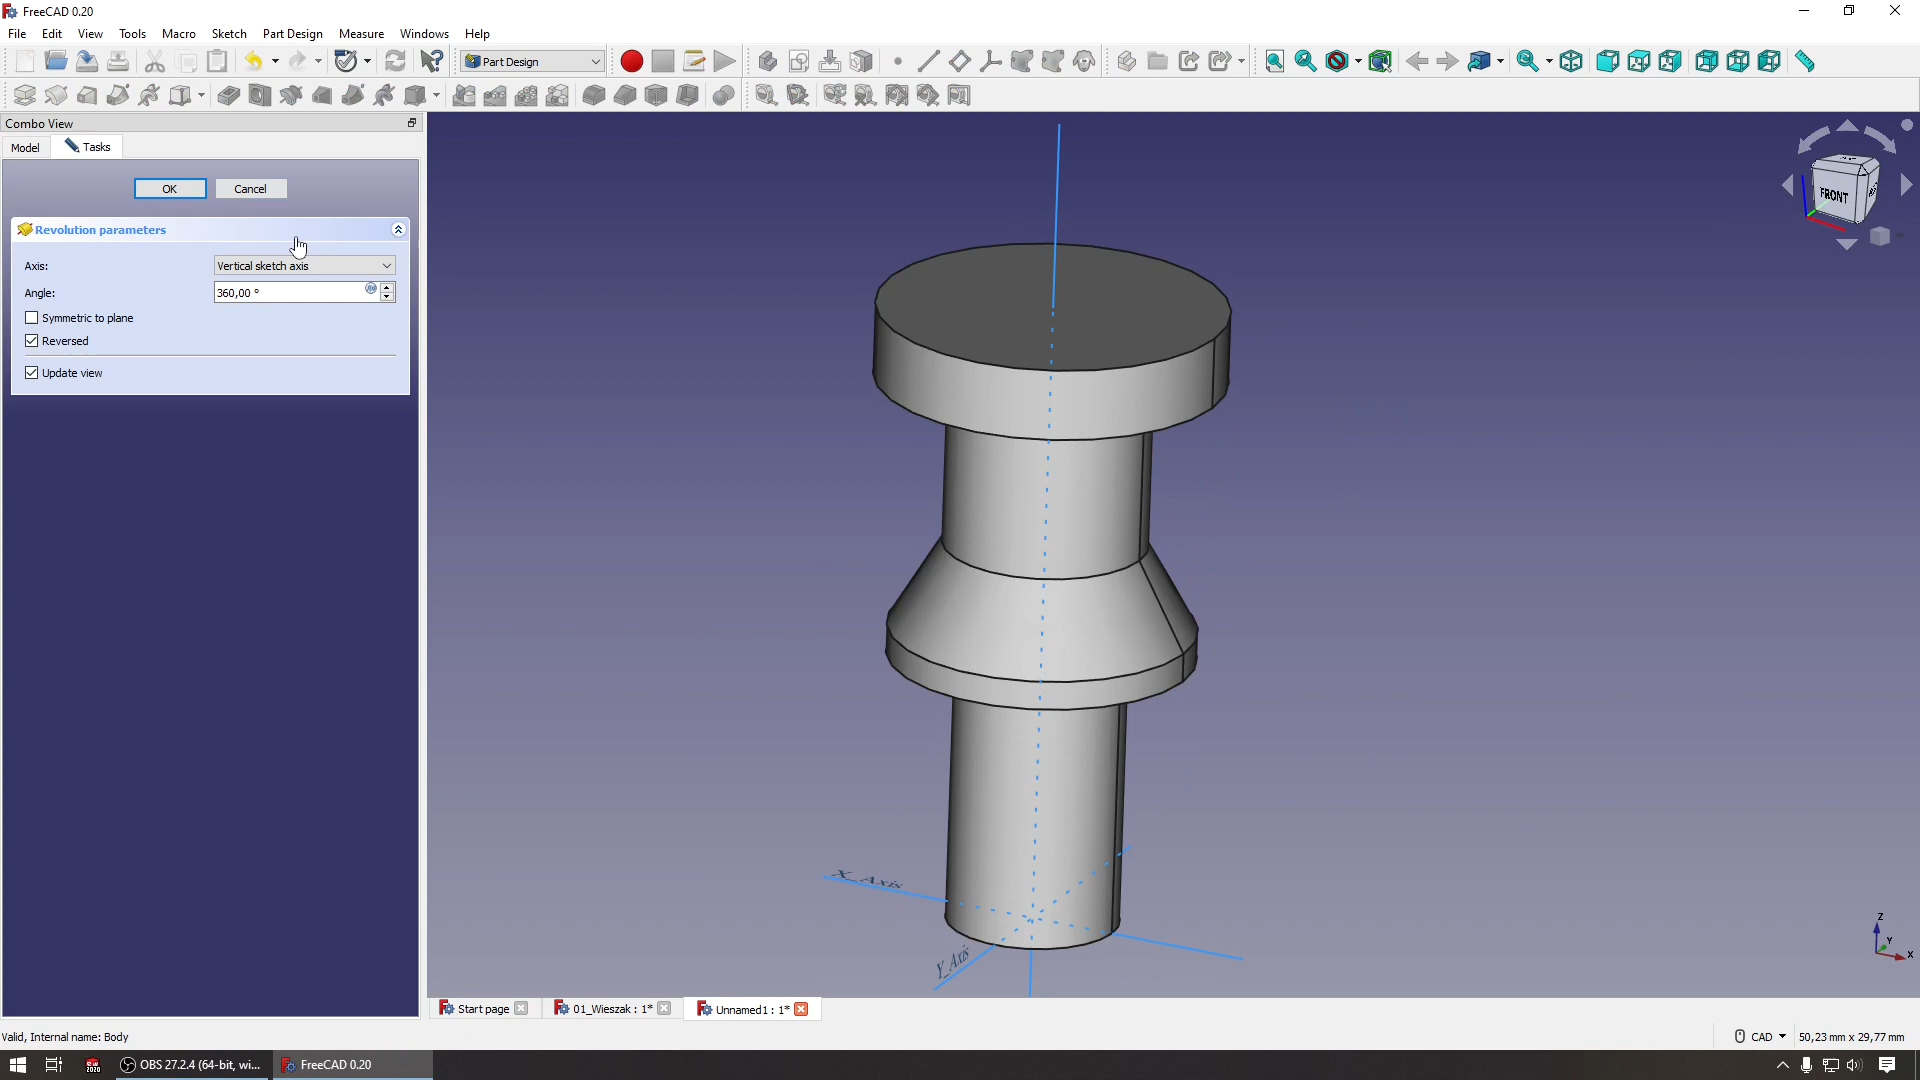 FreeCAD 0.20
File Edit View Tools Macro Sketch Part Design Measure Windows Help
Part Design
Combo View
Model Tasks
OK Cancel
Revolution parameters
Axis: Vertical sketch axis
Angle: 360,00 °
Symmetric to plane
Reversed
Update view
FRONT
X_Axis
Y_Axis
Z
Y
X
Start page 01_Wieszak : 1* Unnamed1 : 1*
Valid, Internal name: Body
CAD 50,23 mm x 29,77 mm
OBS 27.2.4 (64-bit, wi... FreeCAD 0.20